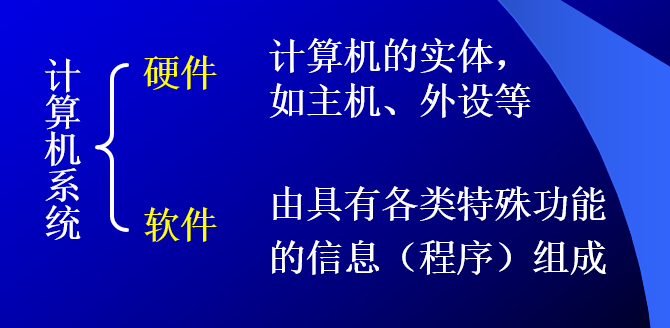 计算机系统
硬件
计算机的实体，
如主机、外设等
软件
由具有各类特殊功能
的信息（程序）组成